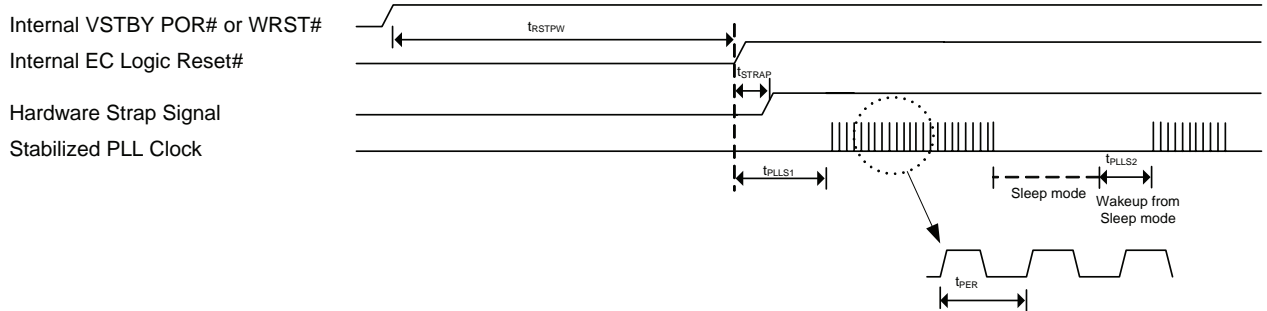 Internal VSTBY POR# or WRST#
tRSTPW
Internal EC Logic Reset#
tSTRAP
Hardware Strap Signal
Stabilized PLL Clock
tPLLS1
tPLLS2
Sleep mode
Wakeup from
Sleep mode
tPER